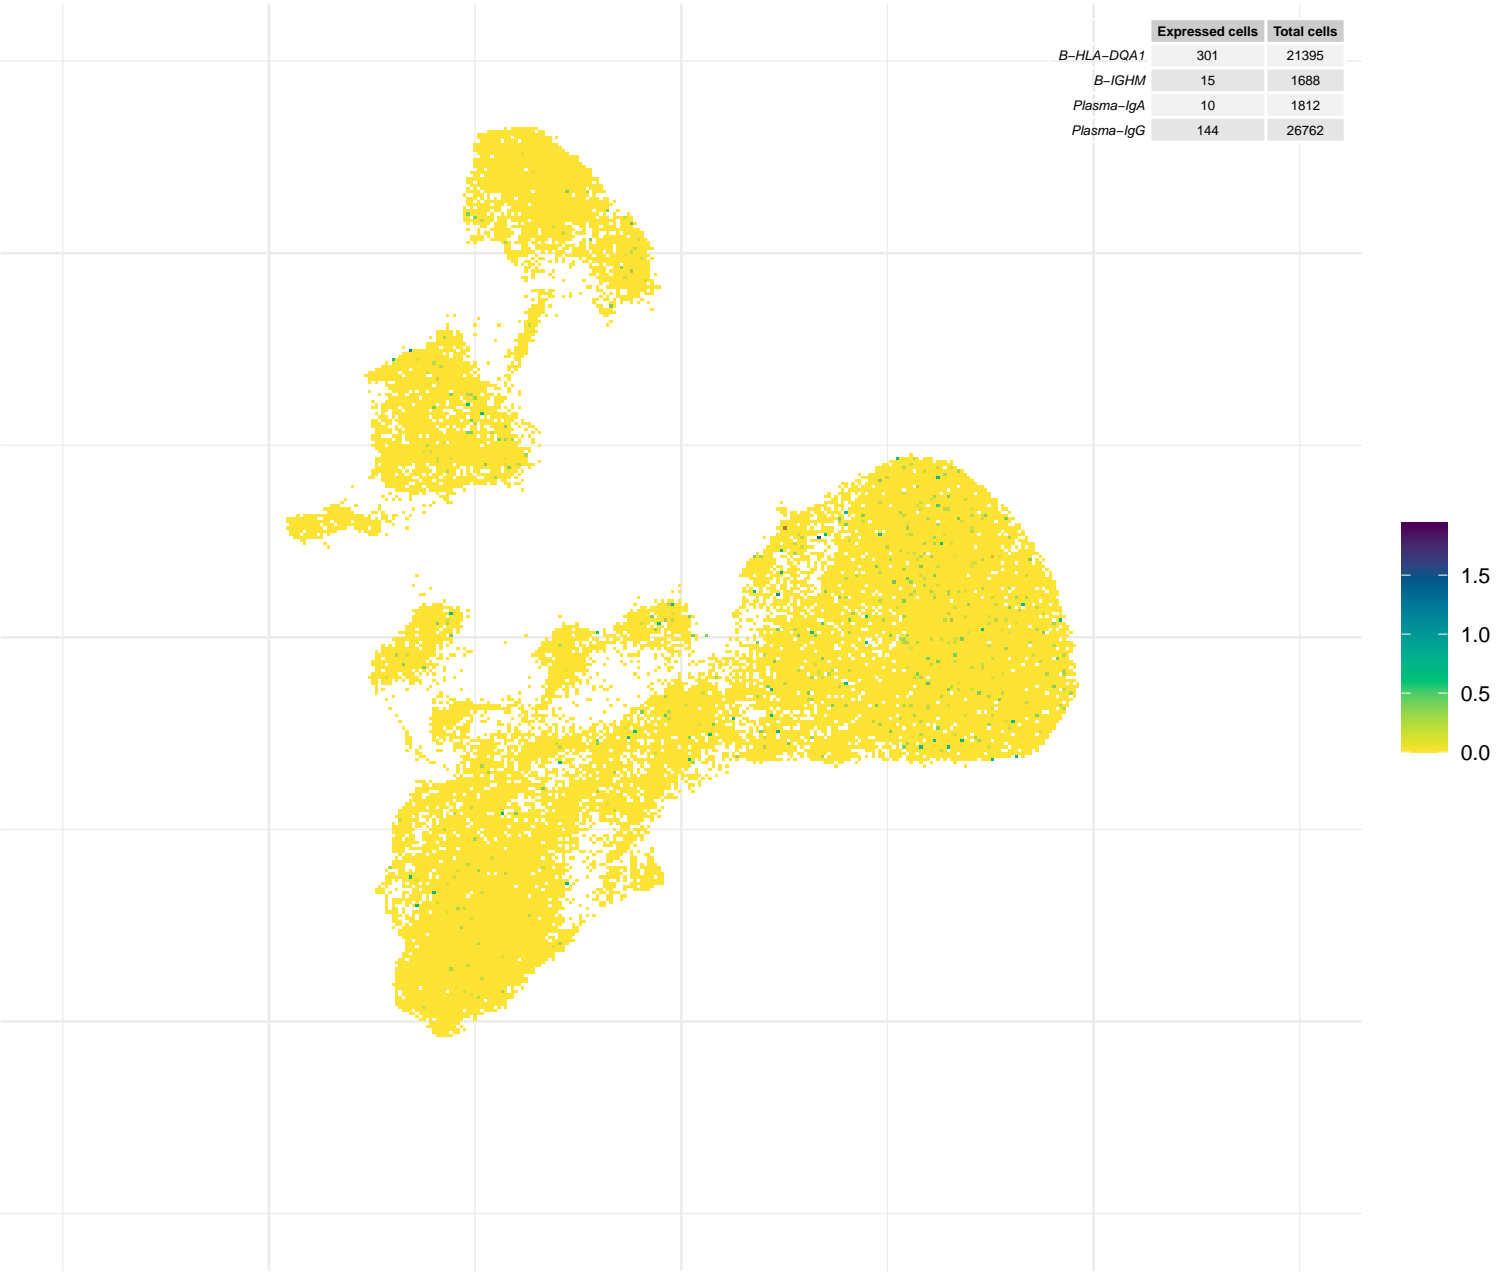 Expressed cells Total cells
B−HLA−DQA1 301 21395
B−IGHM 15 1688
Plasma−IgA 10 1812
Plasma−IgG 144 26762
1.5
1.0
0.5
0.0